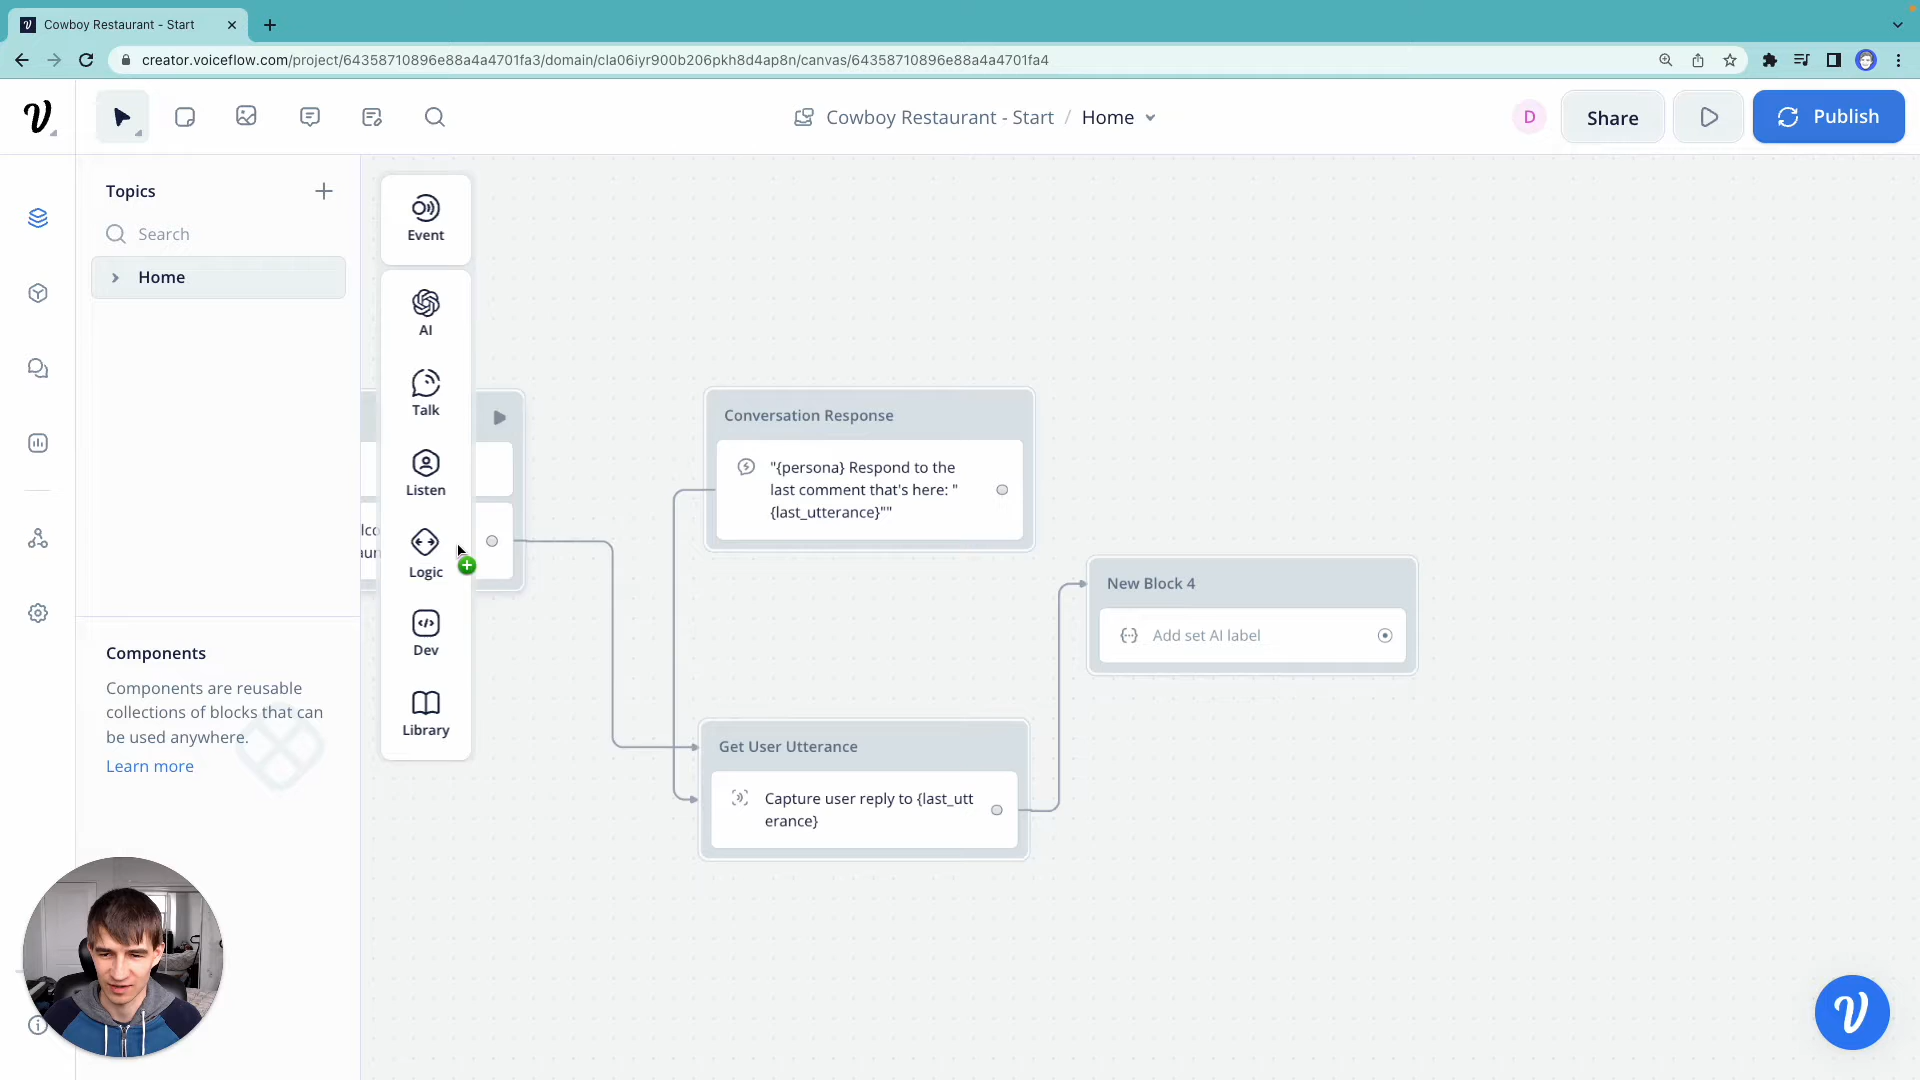 Cowboy Restaurant - Start
creator.voiceflow.com/project/64358710896e88a4a4701fa3/domain/cla06iyr900b206pkh8d4ap8n/canvas/64358710896e88a4a4701fa4
Cowboy Restaurant - Start / Home
D
Share
Publish
Topics
Search
Home
Event
AI
Talk
Listen
Logic
Dev
Library
Conversation Response
"{persona} Respond to the
last comment that's here: "
{last_utterance}""
New Block 4
Add set AI label
Get User Utterance
Capture user reply to {last_utt
erance}
Components
Components are reusable
collections of blocks that can
be used anywhere.
Learn more